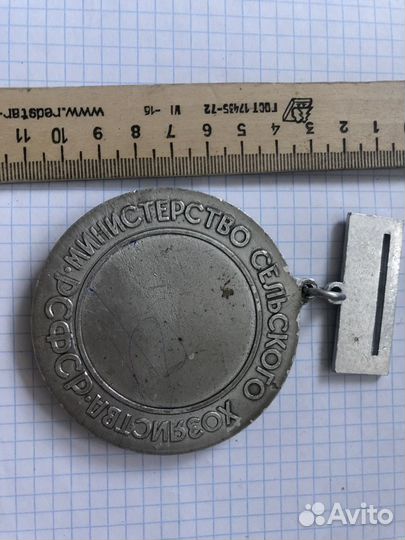 www.redstar-
VI -15
ГОСТ 17435-72
11 10 9 8 7 6 5 4 3 2 1 0
МИНИСТЕРСТВО СЕЛЬСКОГО ХОЗЯЙСТВА · РСФСР ·
Avito